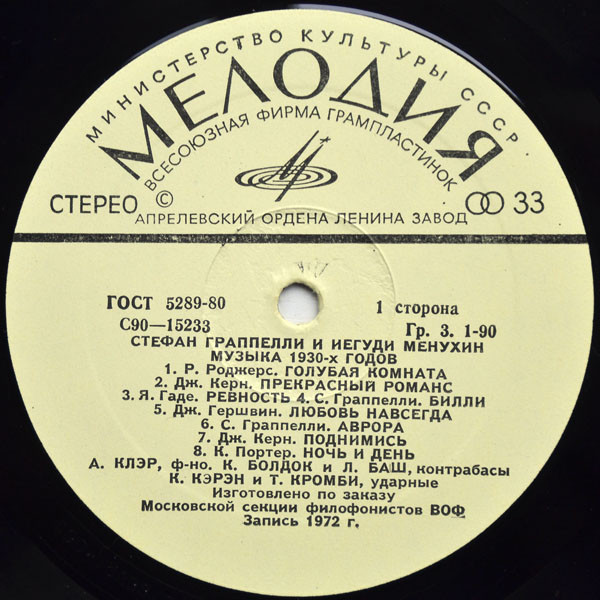 МИНИСТЕРСТВО КУЛЬТУРЫ СССР
МЕЛОДИЯ
ВСЕСОЮЗНАЯ ФИРМА ГРАМПЛАСТИНОК
СТЕРЕО © 33
АПРЕЛЕВСКИЙ ОРДЕНА ЛЕНИНА ЗАВОД
ГОСТ 5289-80 1 сторона
С90—15233 Гр. 3. 1-90
СТЕФАН ГРАППЕЛЛИ И ИЕГУДИ МЕНУХИН
МУЗЫКА 1930-х ГОДОВ
1. Р. Роджерс. ГОЛУБАЯ КОМНАТА
2. Дж. Керн. ПРЕКРАСНЫЙ РОМАНС
3. Я. Гаде. РЕВНОСТЬ 4. С. Граппелли. БИЛЛИ
5. Дж. Гершвин. ЛЮБОВЬ НАВСЕГДА
6. С. Граппелли. АВРОРА
7. Дж. Керн. ПОДНИМИСЬ
8. К. Портер. НОЧЬ И ДЕНЬ
А. КЛЭР, ф-но. К. БОЛДОК и Л. БАШ, контрабасы
К. КЭРЭН и Т. КРОМБИ, ударные
Изготовлено по заказу
Московской секции филофонистов ВОФ
Запись 1972 г.